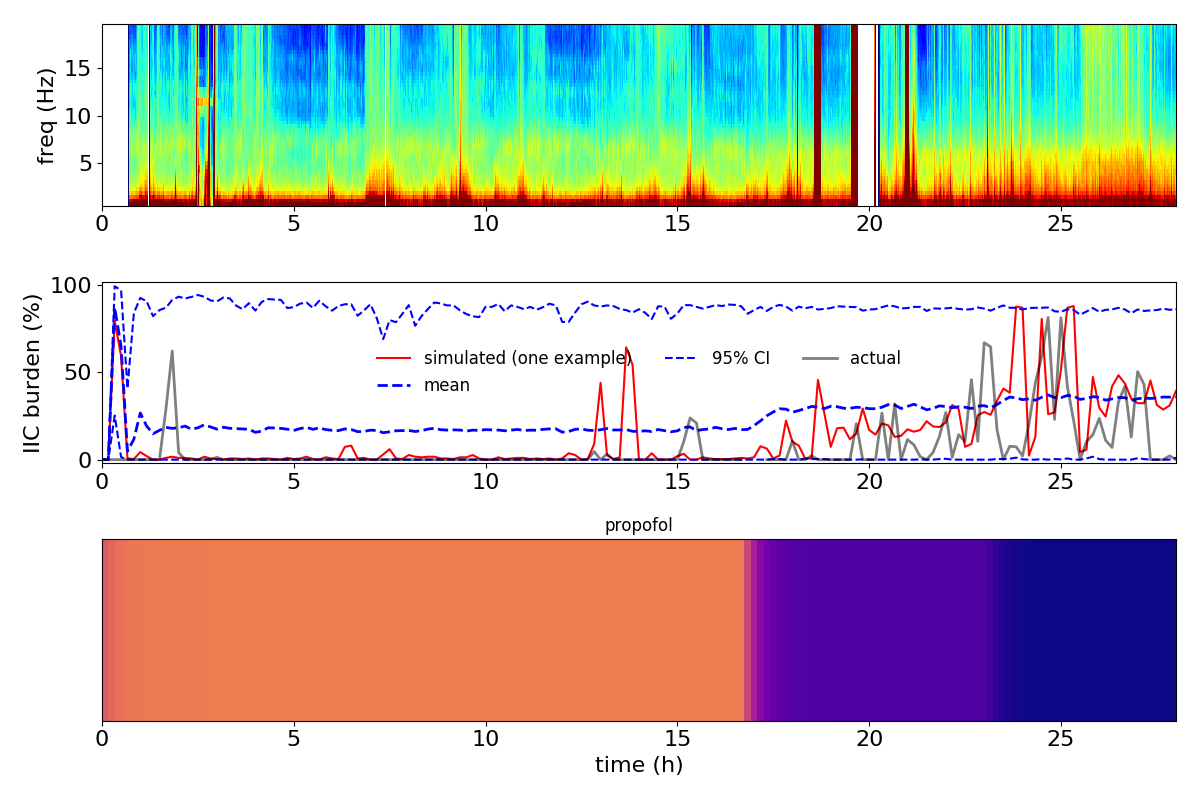 freq (Hz)
15
10
5
0 5 10 15 20 25
IIC burden (%)
100
50
0
simulated (one example) 95% CI actual
mean
0 5 10 15 20 25
propofol
0 5 10 15 20 25
time (h)